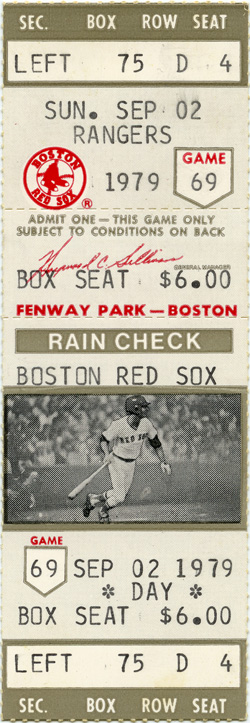 SEC. BOX ROW SEAT
LEFT 75 D 4
SUN. SEP 02
RANGERS
BOSTON RED SOX ®
1979
GAME
69
ADMIT ONE — THIS GAME ONLY
SUBJECT TO CONDITIONS ON BACK
Haywood C. Sullivan
GENERAL MANAGER
BOX SEAT $6.00
FENWAY PARK — BOSTON
RAIN CHECK
BOSTON RED SOX
RED SOX
GAME
69 SEP 02 1979
* DAY *
BOX SEAT $6.00
LEFT 75 D 4
SEC. BOX ROW SEAT